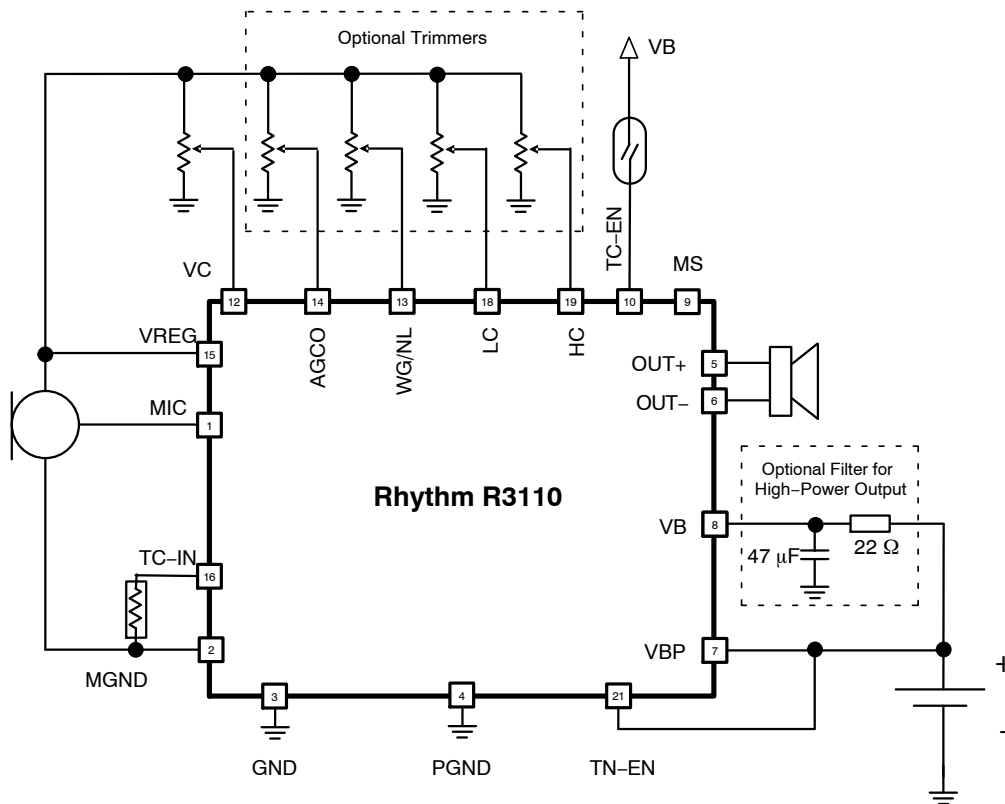 Optional Trimmers
VB
TC−EN
MS
VC
12
14
13
18
19
10
9
VREG
15
AGCO
WG/NL
LC
HC
OUT+
5
OUT−
6
MIC
1
Optional Filter for
High−Power Output
Rhythm R3110
VB
8
47 μF
22 Ω
TC−IN
16
2
MGND
VBP
7
+
-
3
4
21
GND
PGND
TN−EN